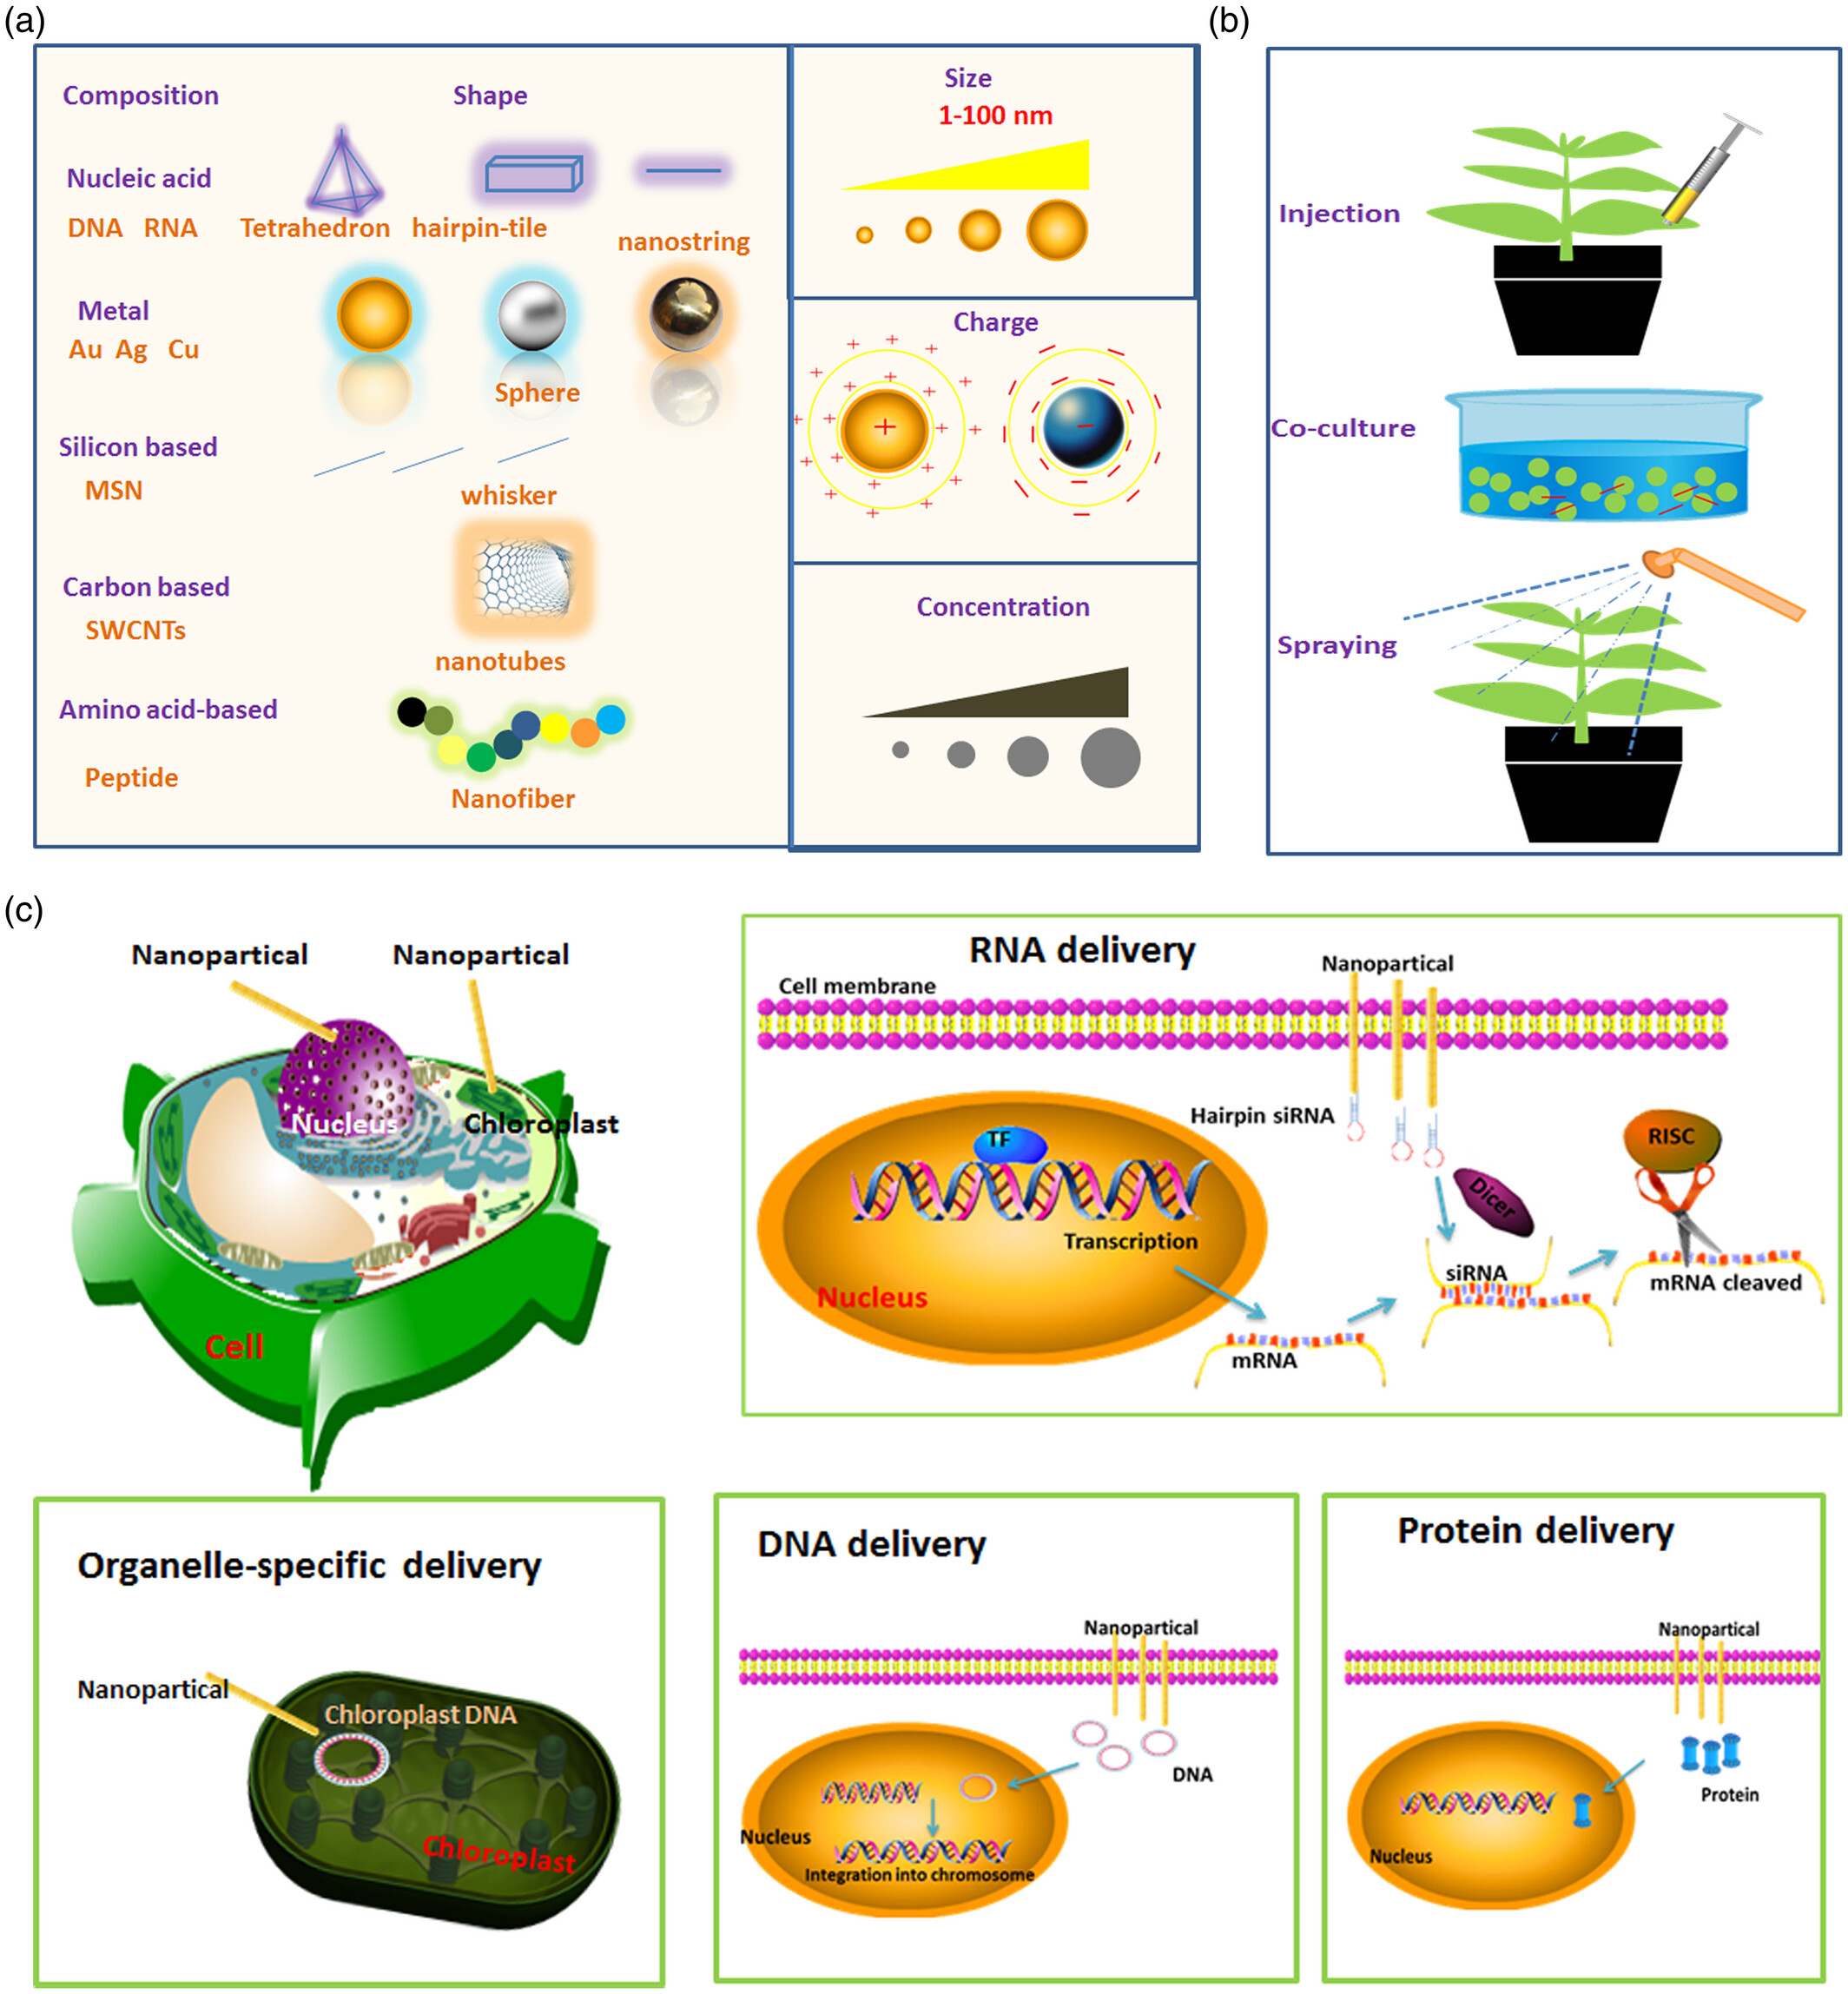 (a)
Composition
Shape
Nucleic acid
DNA RNA
Tetrahedron
hairpin-tile
nanostring
Metal
Au Ag Cu
Sphere
Silicon based
MSN
whisker
Carbon based
SWCNTs
nanotubes
Amino acid-based
Peptide
Nanofiber
Size
1-100 nm
Charge
Concentration
(b)
Injection
Co-culture
Spraying
(c)
Nanopartical
Nanopartical
Nucleus
Chloroplast
Cell
RNA delivery
Cell membrane
Nanopartical
Hairpin siRNA
TF
Transcription
Nucleus
mRNA
Dicer
siRNA
RISC
mRNA cleaved
Organelle-specific delivery
Nanopartical
Chloroplast DNA
Chloroplast
DNA delivery
Nanopartical
DNA
Nucleus
Integration into chromosome
Protein delivery
Nanopartical
Protein
Nucleus